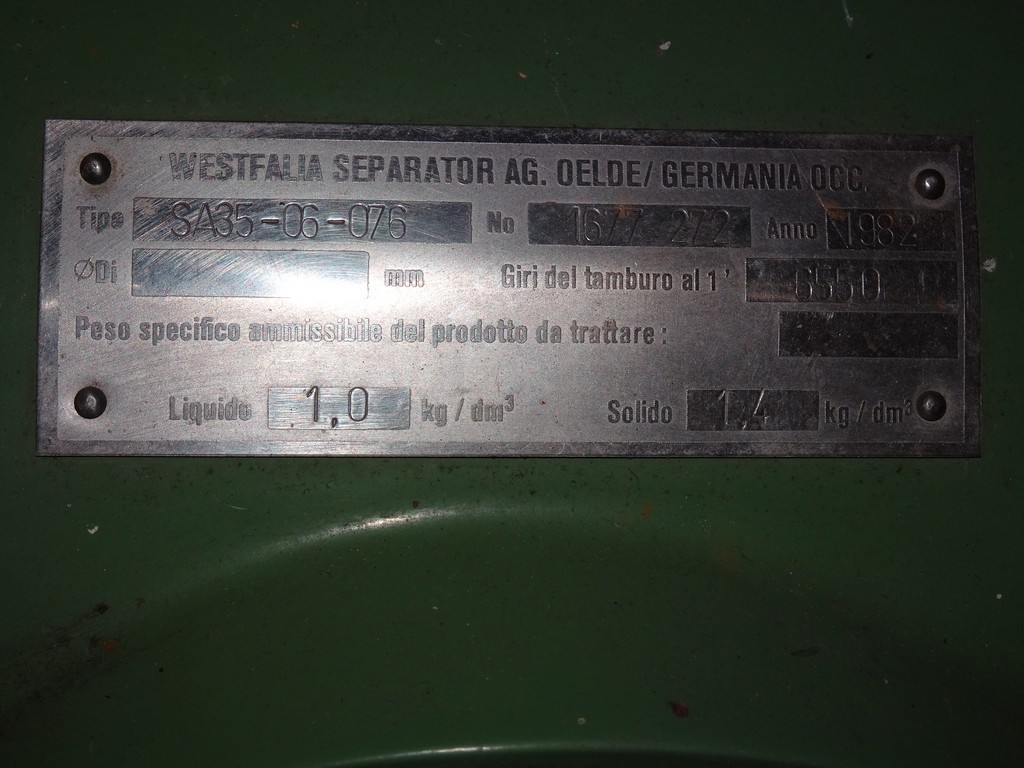 WESTFALIA SEPARATOR AG. OELDE/ GERMANIA OCC.
Tipo SA35-06-076 No 1677 272 Anno 1982
ØDi mm Giri del tamburo al 1' 6550
Peso specifico ammissibile del prodotto da trattare :
Liquido 1,0 kg / dm³ Solido 1,4 kg / dm³